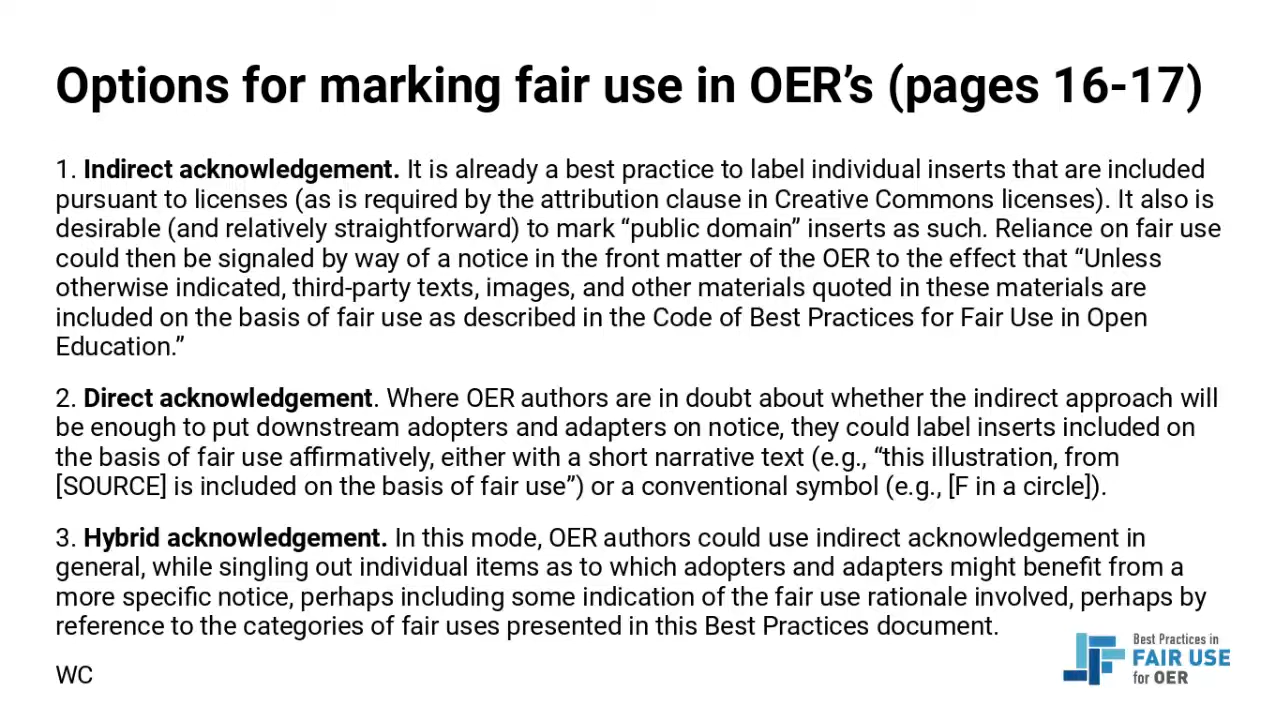 Options for marking fair use in OER’s (pages 16-17)
1. Indirect acknowledgement. It is already a best practice to label individual inserts that are included
pursuant to licenses (as is required by the attribution clause in Creative Commons licenses). It also is
desirable (and relatively straightforward) to mark “public domain” inserts as such. Reliance on fair use
could then be signaled by way of a notice in the front matter of the OER to the effect that “Unless
otherwise indicated, third-party texts, images, and other materials quoted in these materials are
included on the basis of fair use as described in the Code of Best Practices for Fair Use in Open
Education.”
2. Direct acknowledgement. Where OER authors are in doubt about whether the indirect approach will
be enough to put downstream adopters and adapters on notice, they could label inserts included on
the basis of fair use affirmatively, either with a short narrative text (e.g., “this illustration, from
[SOURCE] is included on the basis of fair use”) or a conventional symbol (e.g., [F in a circle]).
3. Hybrid acknowledgement. In this mode, OER authors could use indirect acknowledgement in
general, while singling out individual items as to which adopters and adapters might benefit from a
more specific notice, perhaps including some indication of the fair use rationale involved, perhaps by
reference to the categories of fair uses presented in this Best Practices document.
WC
Best Practices in
FAIR USE
for OER